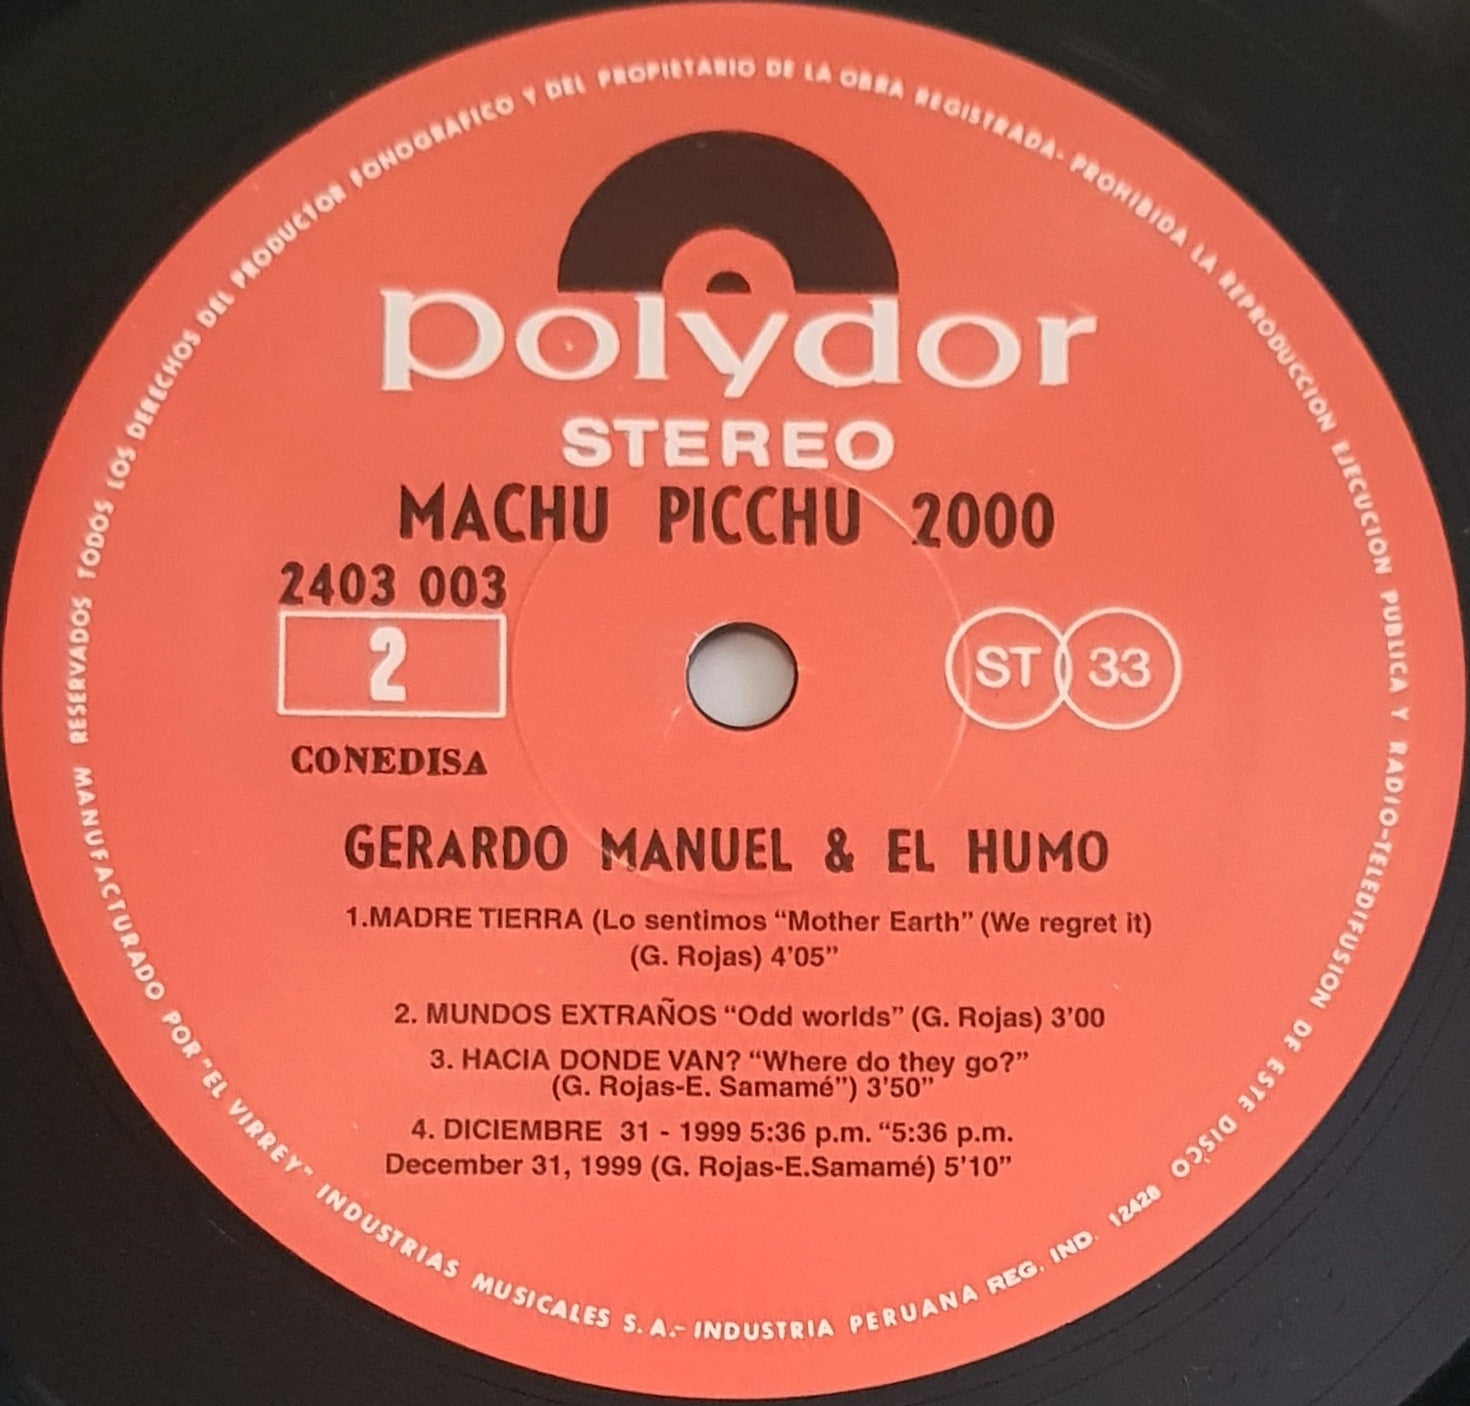 RESERVADOS TODOS LOS DERECHOS DEL PRODUCTOR FONOGRAFICO Y DEL PROPIETARIO DE LA OBRA REGISTRADA- PROHIBIDA LA REPRODUCCION EJECUCION PUBLICA Y RADIO-TELEDIFUSION DE ESTE DISCO
polydor
STEREO
MACHU PICCHU 2000
2403 003
2
ST 33
CONEDISA
GERARDO MANUEL & EL HUMO
1.MADRE TIERRA (Lo sentimos “Mother Earth” (We regret it)
(G. Rojas) 4’05”
2. MUNDOS EXTRAÑOS “Odd worlds” (G. Rojas) 3’00
3. HACIA DONDE VAN? “Where do they go?”
(G. Rojas-E. Samamé”) 3’50”
4. DICIEMBRE 31 - 1999 5:36 p.m. “5:36 p.m.
December 31, 1999 (G. Rojas-E.Samamé) 5’10”
MANUFACTURADO POR "EL VIRREY" INDUSTRIAS MUSICALES S.A.- INDUSTRIA PERUANA REG. IND. 12428